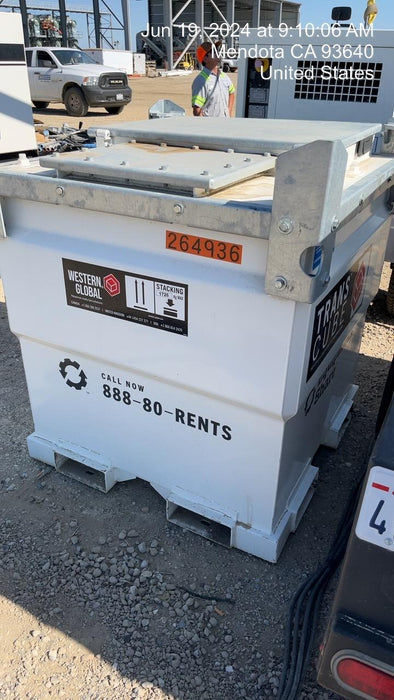 Jun 19, 2024 at 9:10:06 AM
Mendota CA 93640
United States
264936
WESTERN
GLOBAL
STACKING
TRANS
CUBE
CALL NOW
888-80-RENTS
4